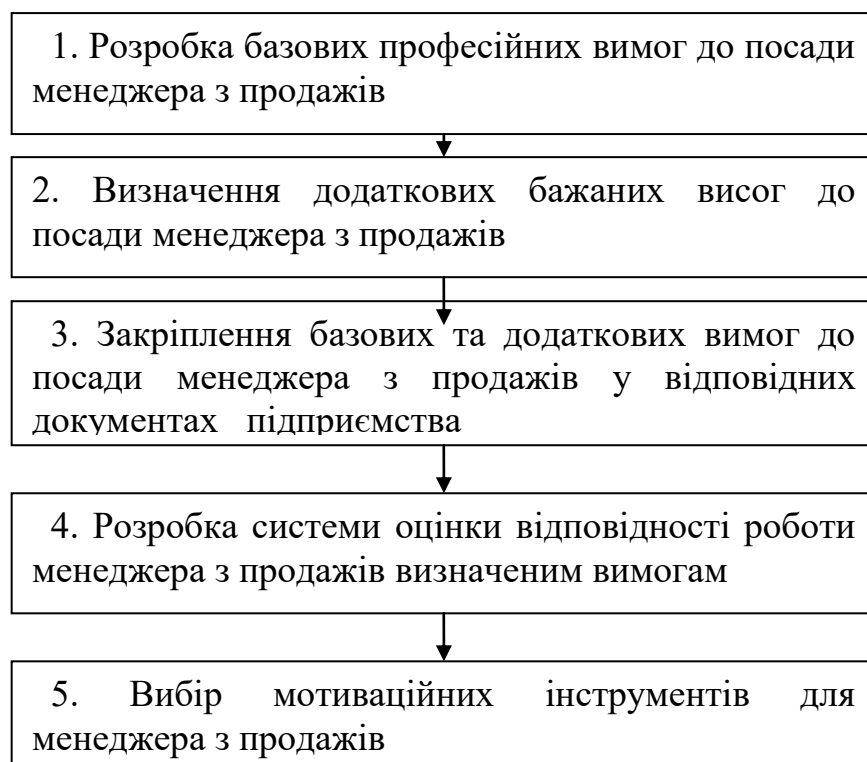 1. Розробка базових професійних вимог до посади
менеджера з продажів
2. Визначення додаткових бажаних висог до
посади менеджера з продажів
3. Закріплення базових та додаткових вимог до
посади менеджера з продажів у відповідних
документах підприємства
4. Розробка системи оцінки відповідності роботи
менеджера з продажів визначеним вимогам
5. Вибір мотиваційних інструментів для
менеджера з продажів